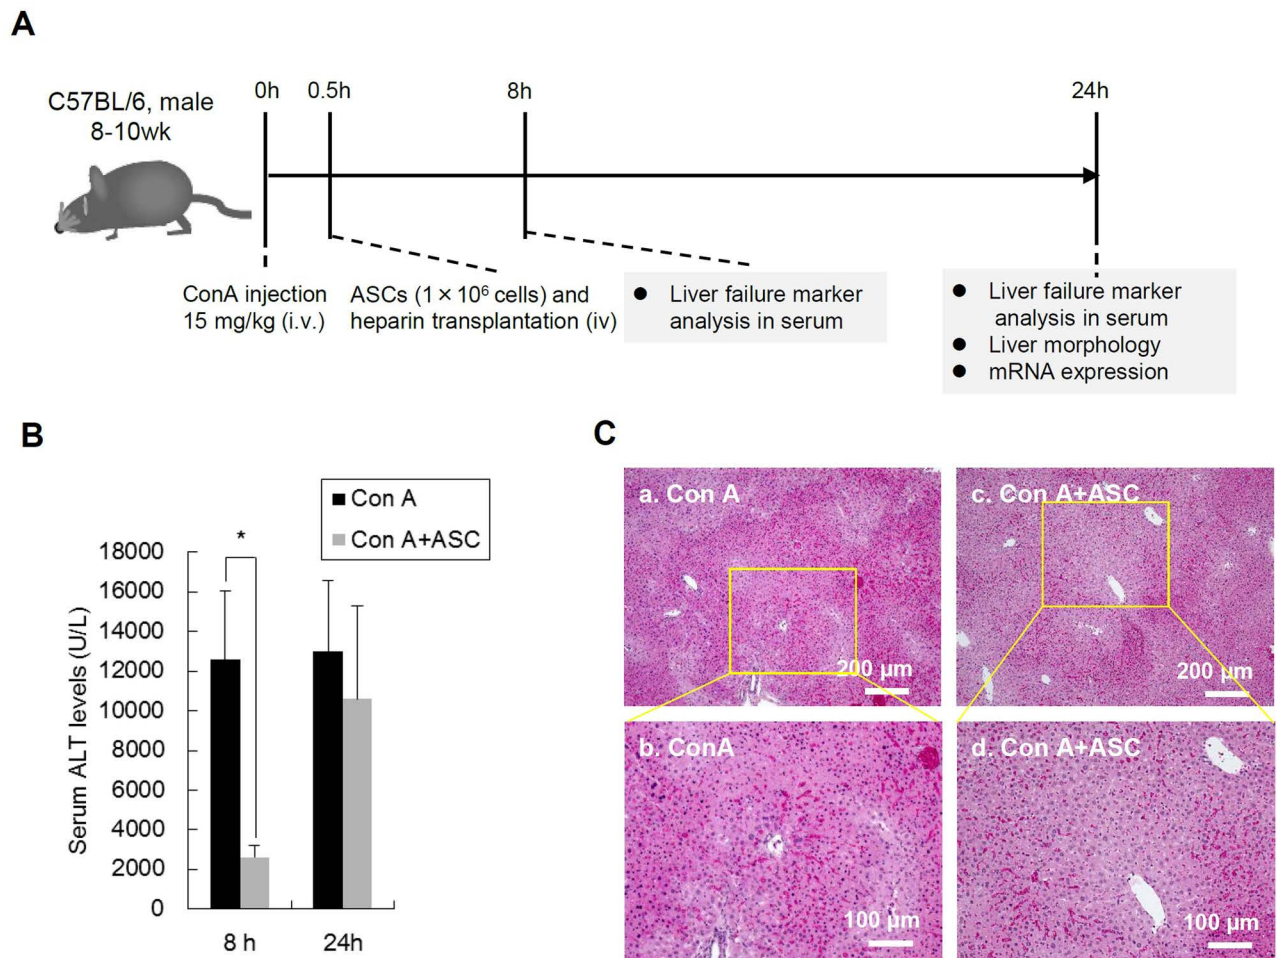 A
0h 0.5h 8h 24h
C57BL/6, male
8-10wk
ConA injection
15 mg/kg (i.v.)
ASCs (1 × 10⁶ cells) and
heparin transplantation (iv)
● Liver failure marker
analysis in serum
● Liver failure marker
analysis in serum
● Liver morphology
● mRNA expression
B
Con A
Con A+ASC
*
Serum ALT levels (U/L)
18000
16000
14000
12000
10000
8000
6000
4000
2000
0
8 h 24h
C
a. Con A
200 µm
c. Con A+ASC
200 µm
b. ConA
100 µm
d. Con A+ASC
100 µm